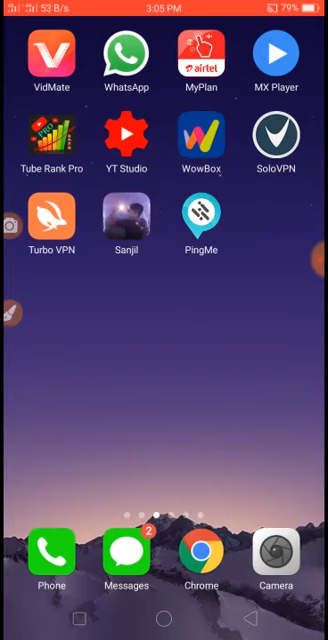 53 B/s 3:05 PM 79%
VidMate WhatsApp MyPlan MX Player
airtel
PRO
Tube Rank Pro YT Studio WowBox SoloVPN
Turbo VPN Sanjil PingMe
2
Phone Messages Chrome Camera